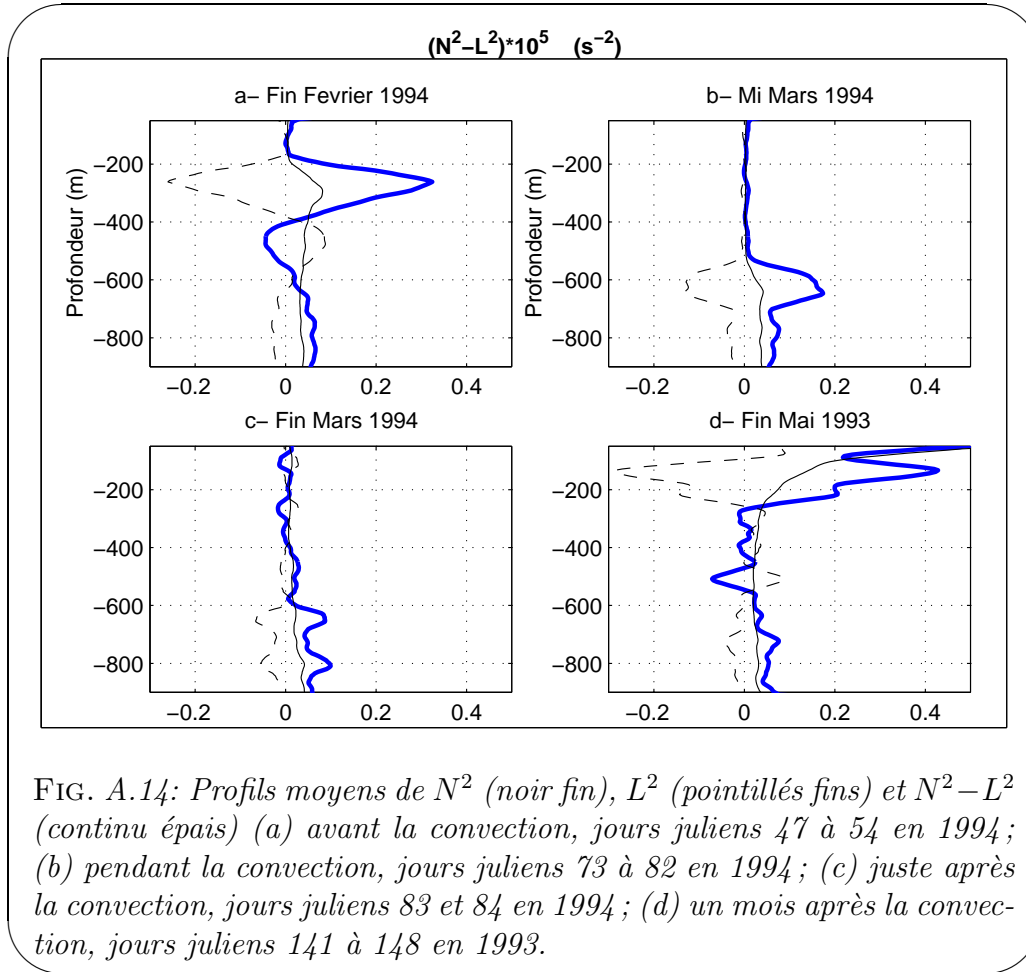 (N²−L²)*10⁵ (s⁻²)
a− Fin Fevrier 1994
b− Mi Mars 1994
Profondeur (m)
−200
−400
−600
−800
−0.2 0 0.2 0.4
Profondeur (m)
−200
−400
−600
−800
−0.2 0 0.2 0.4
c− Fin Mars 1994
d− Fin Mai 1993
−200
−400
−600
−800
−0.2 0 0.2 0.4
−200
−400
−600
−800
−0.2 0 0.2 0.4
FIG. A.14: Profils moyens de N² (noir fin), L² (pointillés fins) et N²−L²
(continu épais) (a) avant la convection, jours juliens 47 à 54 en 1994 ;
(b) pendant la convection, jours juliens 73 à 82 en 1994 ; (c) juste après
la convection, jours juliens 83 et 84 en 1994 ; (d) un mois après la convec-
tion, jours juliens 141 à 148 en 1993.